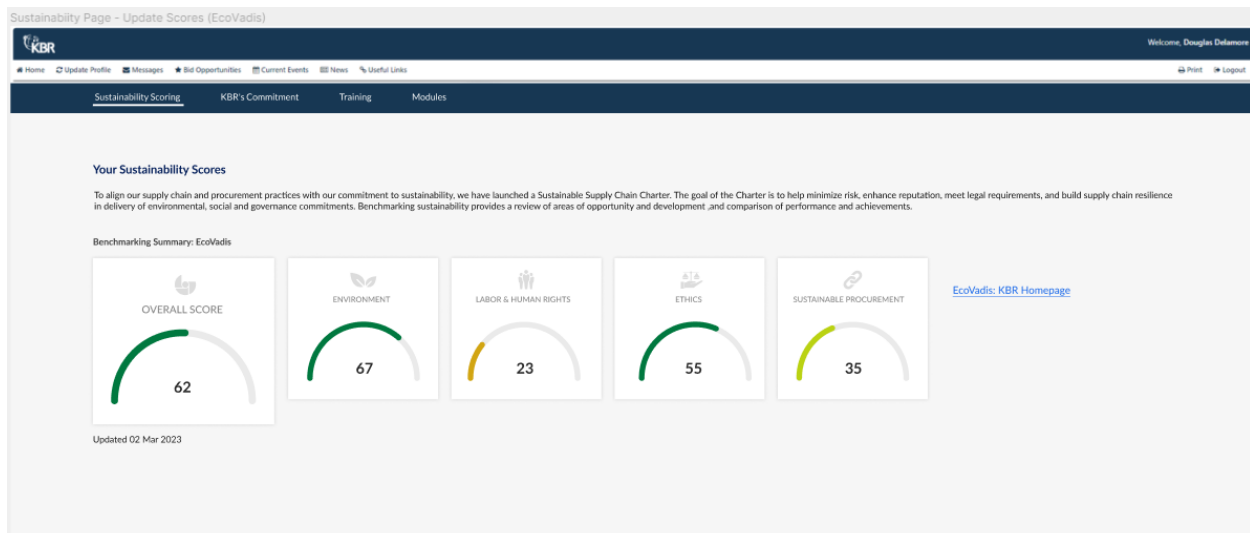 Sustainabiity Page - Update Scores (EcoVadis)
KBR
Welcome, Douglas Delamore
Home Update Profile Messages Bid Opportunities Current Events News Useful Links Print Logout
Sustainability Scoring KBR's Commitment Training Modules
Your Sustainability Scores
To align our supply chain and procurement practices with our commitment to sustainability, we have launched a Sustainable Supply Chain Charter. The goal of the Charter is to help minimize risk, enhance reputation, meet legal requirements, and build supply chain resilience
in delivery of environmental, social and governance commitments. Benchmarking sustainability provides a review of areas of opportunity and development ,and comparison of performance and achievements.
Benchmarking Summary: EcoVadis
OVERALL SCORE
62
ENVIRONMENT
67
LABOR & HUMAN RIGHTS
23
ETHICS
55
SUSTAINABLE PROCUREMENT
35
EcoVadis: KBR Homepage
Updated 02 Mar 2023